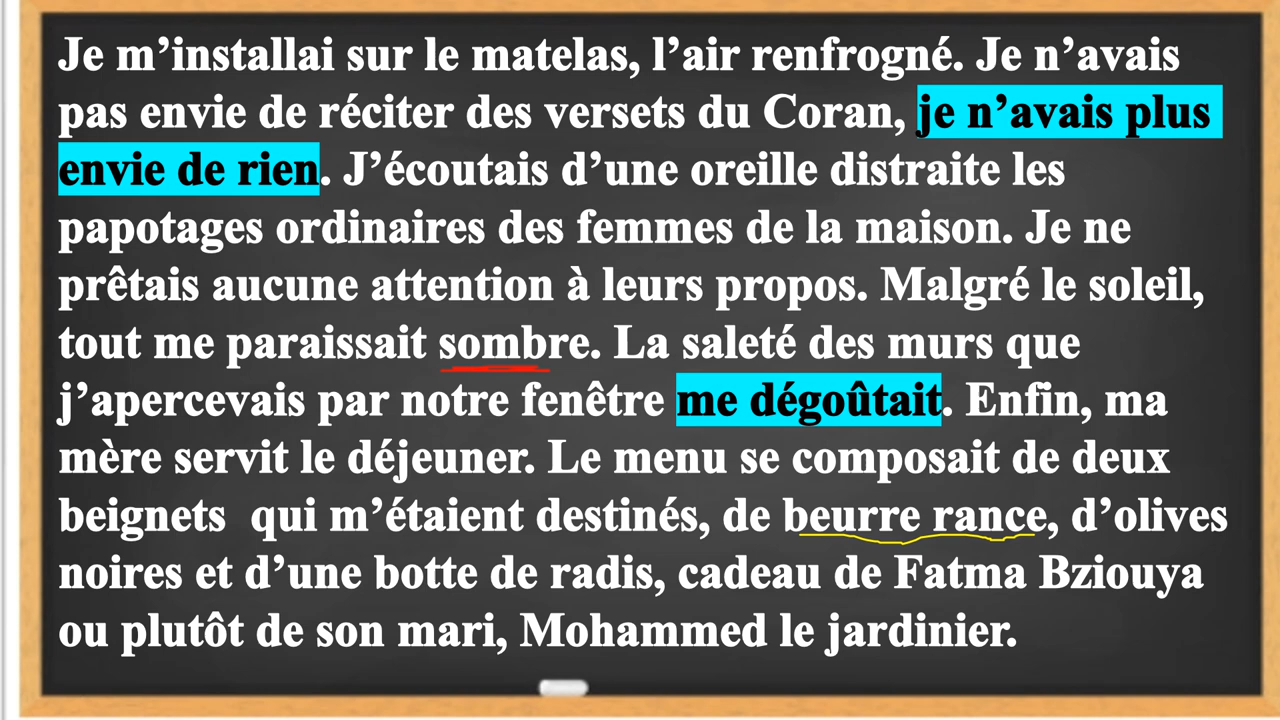 Je m’installai sur le matelas, l’air renfrogné. Je n’avais
pas envie de réciter des versets du Coran, je n’avais plus
envie de rien. J’écoutais d’une oreille distraite les
papotages ordinaires des femmes de la maison. Je ne
prêtais aucune attention à leurs propos. Malgré le soleil,
tout me paraissait sombre. La saleté des murs que
j’apercevais par notre fenêtre me dégoûtait. Enfin, ma
mère servit le déjeuner. Le menu se composait de deux
beignets  qui m’étaient destinés, de beurre rance, d’olives
noires et d’une botte de radis, cadeau de Fatma Bziouya
ou plutôt de son mari, Mohammed le jardinier.